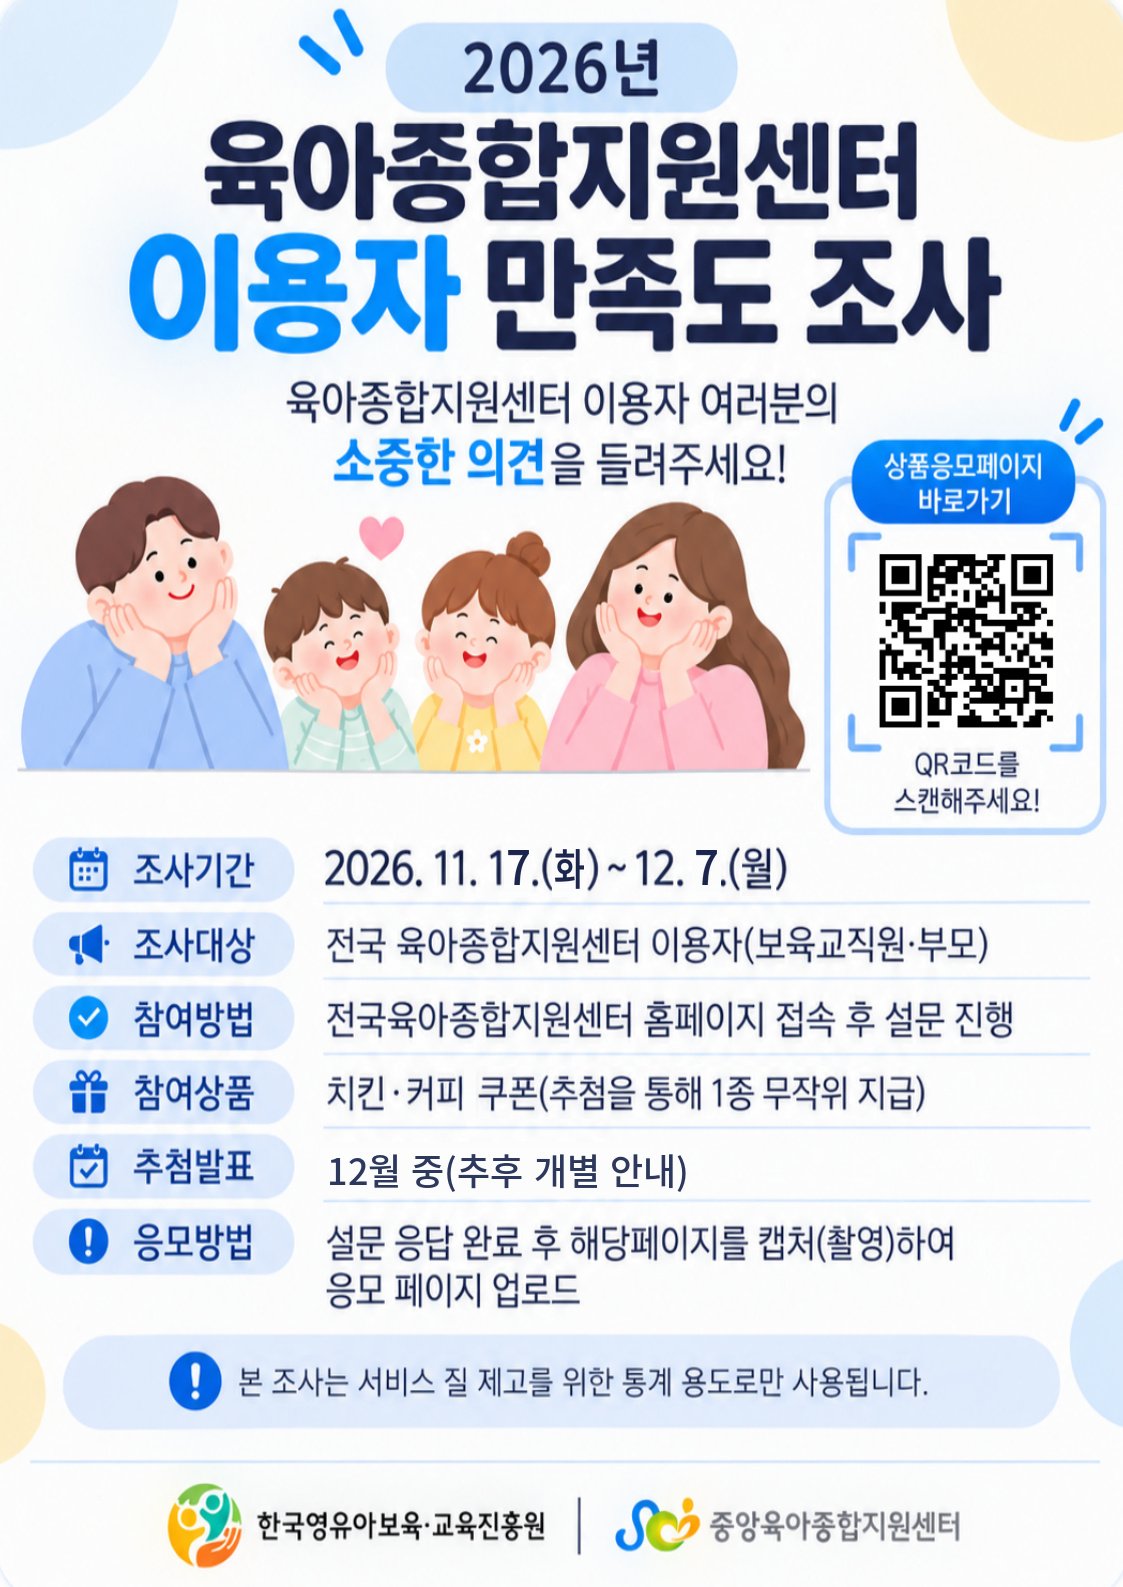 2026년
육아종합지원센터
이용자 만족도 조사
육아종합지원센터 이용자 여러분의
소중한 의견을 들려주세요!
상품응모페이지
바로가기
QR코드를
스캔해주세요!
조사기간 2026. 11. 17.(화) ~ 12. 7.(월)
조사대상 전국 육아종합지원센터 이용자(보육교직원·부모)
참여방법 전국육아종합지원센터 홈페이지 접속 후 설문 진행
참여상품 치킨·커피 쿠폰(추첨을 통해 1종 무작위 지급)
추첨발표 12월 중(추후 개별 안내)
응모방법 설문 응답 완료 후 해당페이지를 캡처(촬영)하여
응모 페이지 업로드
본 조사는 서비스 질 제고를 위한 통계 용도로만 사용됩니다.
한국영유아보육·교육진흥원 중앙육아종합지원센터